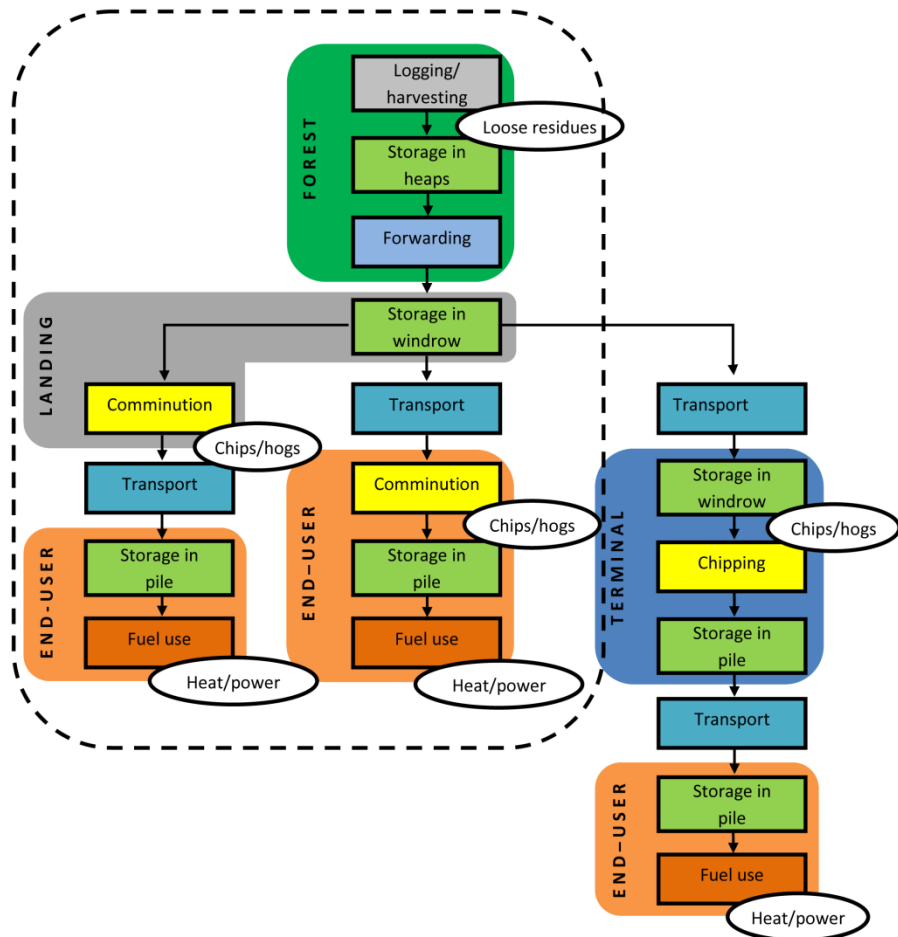 Logging/
harvesting
Loose residues
FOREST
Storage in
heaps
Forwarding
LANDING
Storage in
windrow
Comminution
Chips/hogs
Transport
END-USER
Storage in
pile
Fuel use
Heat/power
Transport
END–USER
Comminution
Chips/hogs
Storage in
pile
Fuel use
Heat/power
Transport
TERMINAL
Storage in
windrow
Chips/hogs
Chipping
Storage in
pile
Transport
END–USER
Storage in
pile
Fuel use
Heat/power